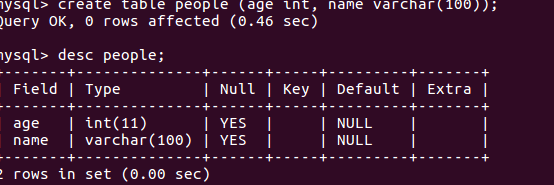 mysql> create table people (age int, name varchar(100));
Query OK, 0 rows affected (0.46 sec)
mysql> desc people;
-------+--------------+------+-----+---------+-------+
| Field | Type         | Null | Key | Default | Extra |
-------+--------------+------+-----+---------+-------+
| age   | int(11)      | YES  |     | NULL    |       |
| name  | varchar(100) | YES  |     | NULL    |       |
-------+--------------+------+-----+---------+-------+
2 rows in set (0.00 sec)